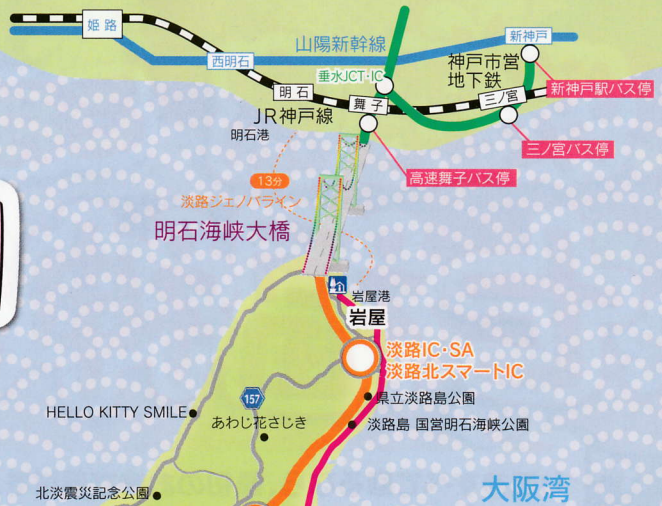 姫路
山陽新幹線
新神戸
西明石
垂水JCT・IC
神戸市営
地下鉄
明石
舞子
三ノ宮
新神戸駅バス停
JR神戸線
明石港
三ノ宮バス停
高速舞子バス停
13分
淡路ジェノバライン
明石海峡大橋
岩屋港
岩屋
淡路IC・SA
淡路北スマートIC
157
県立淡路島公園
HELLO KITTY SMILE
あわじ花さじき
淡路島 国営明石海峡公園
北淡震災記念公園
大阪湾